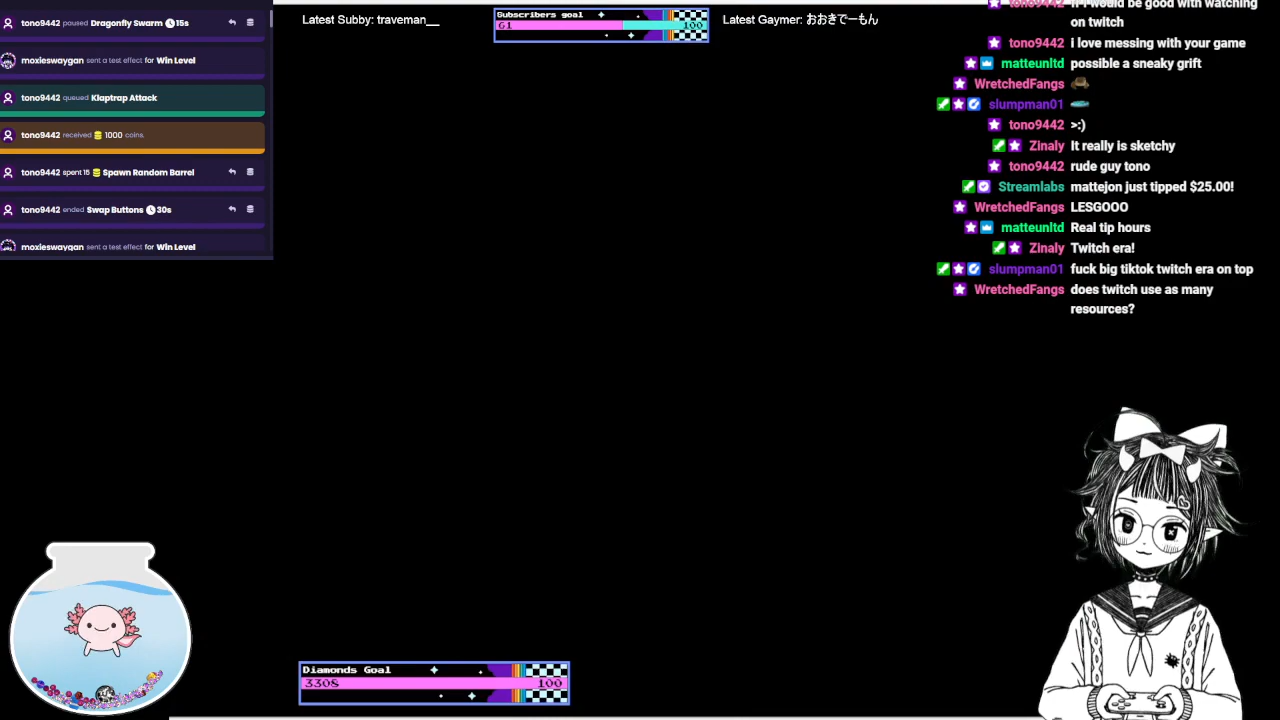 tono9442 paused Dragonfly Swarm 15s
moxieswaygan sent a test effect for Win Level
tono9442 queued Klaptrap Attack
tono9442 received 1000 coins
tono9442 spent 15 Spawn Random Barrel
tono9442 ended Swap Buttons 30s
moxieswaygan sent a test effect for Win Level
Latest Subby: traveman__
Subscribers goal
61
100
Latest Gaymer: おおきでーもん
on twitch
tono9442 i love messing with your game
matteunltd possible a sneaky grift
WretchedFangs
slumpman01
tono9442 >:)
Zinaly It really is sketchy
tono9442 rude guy tono
Streamlabs mattejon just tipped $25.00!
WretchedFangs LESGOOO
matteunltd Real tip hours
Zinaly Twitch era!
slumpman01 fuck big tiktok twitch era on top
WretchedFangs does twitch use as many
resources?
Diamonds Goal
3308
100